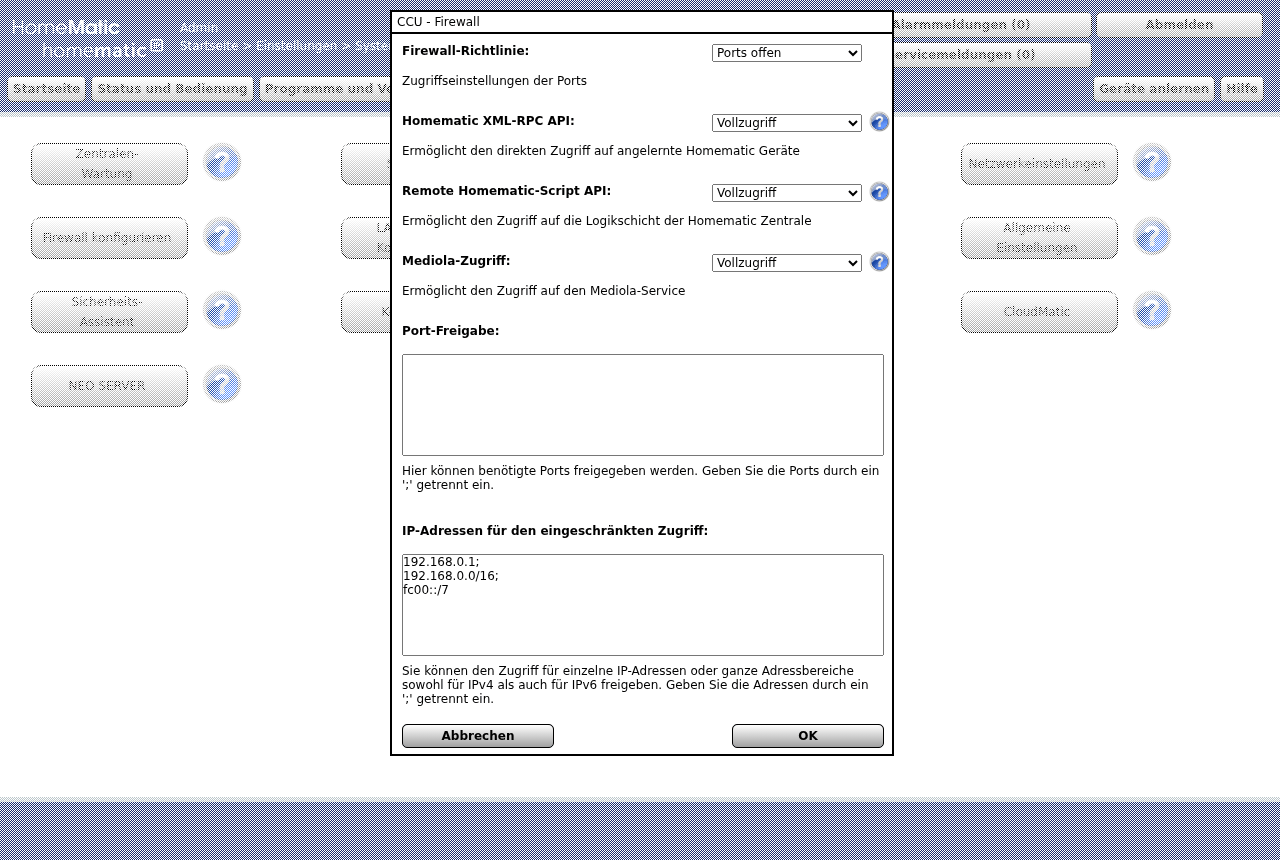 CCU - Firewall
HomeMatic
homematic
Alarmmeldungen (0)
Abmelden
Servicemeldungen (0)
Startseite
Status und Bedienung
Programme und
Geräte anlernen
Hilfe
Firewall-Richtlinie:
Ports offen
Zugriffseinstellungen der Ports
Homematic XML-RPC API:
Vollzugriff
Ermöglicht den direkten Zugriff auf angelernte Homematic Geräte
Remote Homematic-Script API:
Vollzugriff
Ermöglicht den Zugriff auf die Logikschicht der Homematic Zentrale
Mediola-Zugriff:
Vollzugriff
Ermöglicht den Zugriff auf den Mediola-Service
Port-Freigabe:
Hier können benötigte Ports freigegeben werden. Geben Sie die Ports durch ein
';' getrennt ein.
IP-Adressen für den eingeschränkten Zugriff:
192.168.0.1;
192.168.0.0/16;
fc00::/7
Sie können den Zugriff für einzelne IP-Adressen oder ganze Adressbereiche
sowohl für IPv4 als auch für IPv6 freigeben. Geben Sie die Adressen durch ein
';' getrennt ein.
Abbrechen
OK
Zentralen-
Wartung
Netzwerkeinstellungen
Firewall konfigurieren
Allgemeine
Einstellungen
Sicherheits-
Assistent
CloudMatic
NEO SERVER